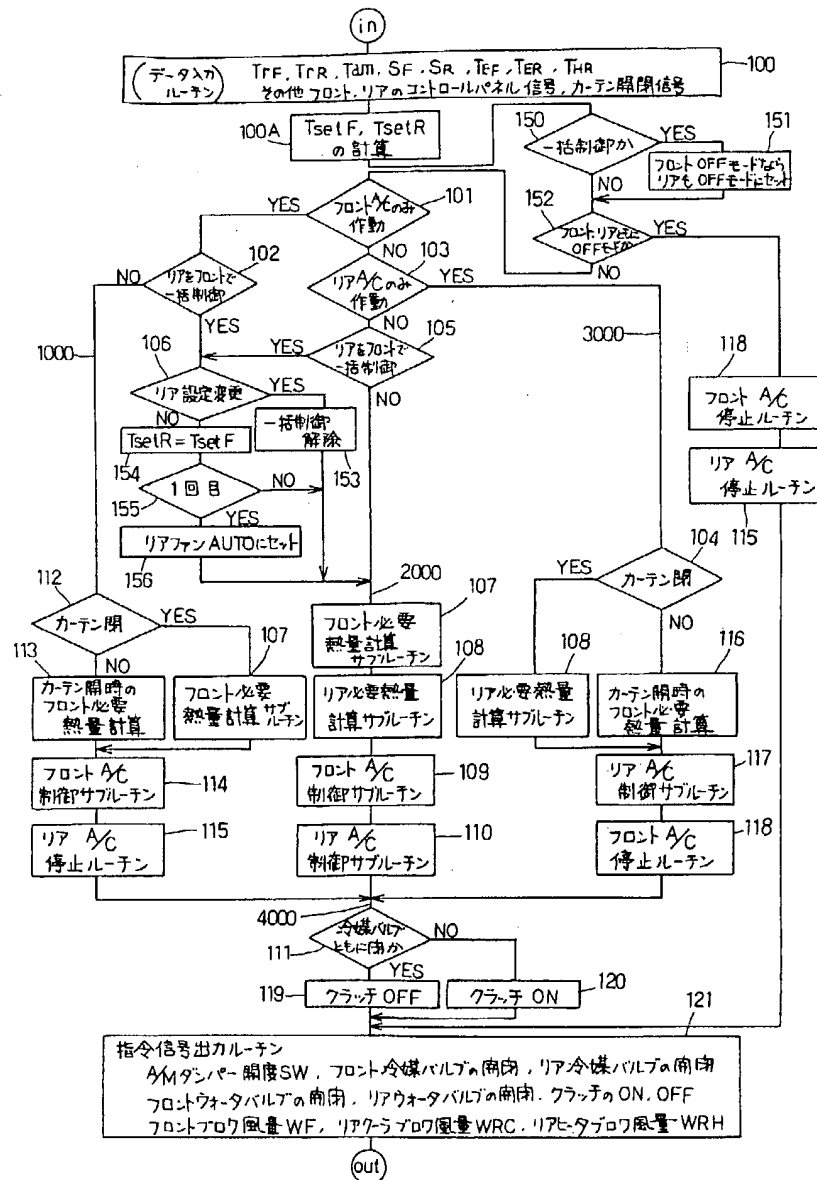 in
(データ入力ルーチン) TrF, TrR, Tam, SF, SR, TEF, TER, THR
その他フロント,リアのコントロールパネル信号,カーテン開閉信号
100
100A
TsetF, TsetR
の計算
150
一括制御か
YES
NO
151
フロントOFFモードなら
リアもOFFモードにセット
152
フロント・リアともに
OFFモードか
YES
NO
101
フロントA/Cのみ
作動
YES
NO
102
リアをフロントで
一括制御
NO
YES
103
リアA/Cのみ
作動
YES
NO
105
リアをフロントで
一括制御
YES
NO
1000
3000
106
リア設定変更
YES
NO
一括制御
解除
153
TsetR=TsetF
154
1回目
NO
YES
155
リアファンAUTOにセット
156
118
フロント A/C
停止ルーチン
リア A/C
停止ルーチン
115
2000
112
カーテン閉
YES
NO
104
カーテン閉
YES
NO
113
カーテン開時の
フロント必要
熱量計算
107
フロント必要
熱量計算サブルーチン
107
フロント必要
熱量計算
サブルーチン
108
リア必要熱量
計算サブルーチン
108
リア必要熱量
計算サブルーチン
116
カーテン開時の
フロント必要
熱量計算
フロント A/C
制御サブルーチン
114
フロント A/C
制御サブルーチン
109
リア A/C
制御サブルーチン
117
リア A/C
停止ルーチン
115
リア A/C
制御サブルーチン
110
フロント A/C
停止ルーチン
118
4000
冷媒バルブ
ともに閉か
111
NO
YES
119
クラッチOFF
クラッチON
120
121
指令信号出力ルーチン
A/Mダンパー開度SW, フロント冷媒バルブの開閉, リア冷媒バルブの開閉
フロントウォータバルブの開閉, リアウォータバルブの開閉, クラッチのON, OFF
フロントブロワ風量WF, リアクーラブロワ風量WRC, リアヒータブロワ風量WRH
out